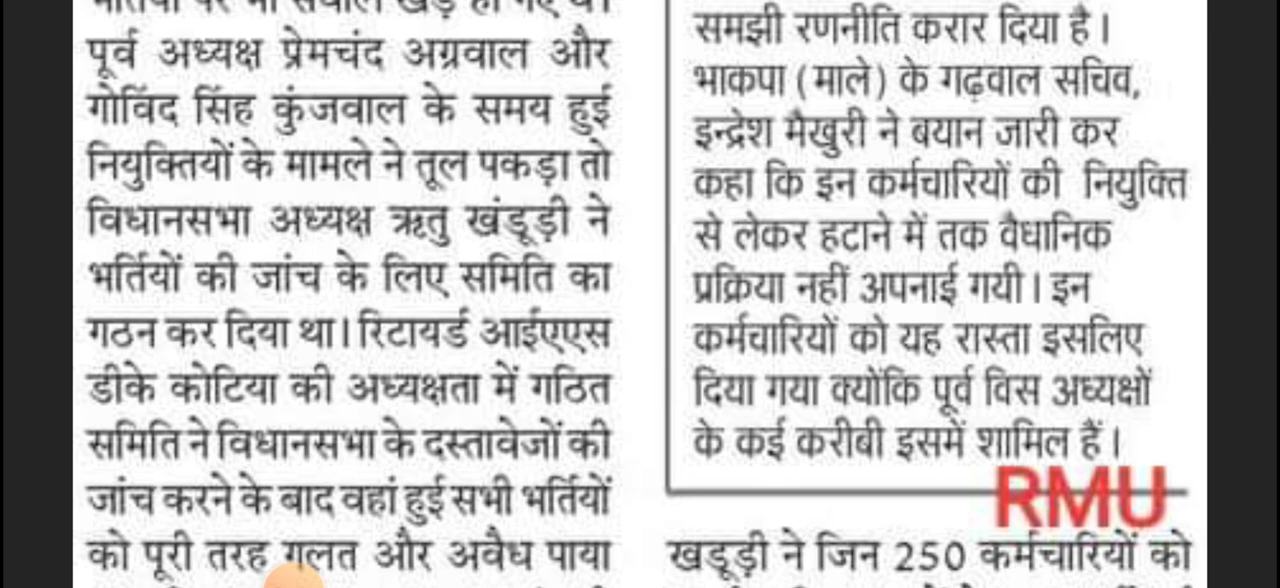 पूर्व अध्यक्ष प्रेमचंद अग्रवाल और
गोविंद सिंह कुंजवाल के समय हुई
नियुक्तियों के मामले ने तूल पकड़ा तो
विधानसभा अध्यक्ष ऋतु खंडूड़ी ने
भर्तियों की जांच के लिए समिति का
गठन कर दिया था। रिटायर्ड आईएएस
डीके कोटिया की अध्यक्षता में गठित
समिति ने विधानसभा के दस्तावेजों की
जांच करने के बाद वहां हुई सभी भर्तियों
को पूरी तरह गलत और अवैध पाया
समझी रणनीति करार दिया है।
भाकपा (माले) के गढ़वाल सचिव,
इन्द्रेश मैखुरी ने बयान जारी कर
कहा कि इन कर्मचारियों की नियुक्ति
से लेकर हटाने में तक वैधानिक
प्रक्रिया नहीं अपनाई गयी। इन
कर्मचारियों को यह रास्ता इसलिए
दिया गया क्योंकि पूर्व विस अध्यक्षों
के कई करीबी इसमें शामिल हैं।
RMU
खडूड़ी ने जिन 250 कर्मचारियों को